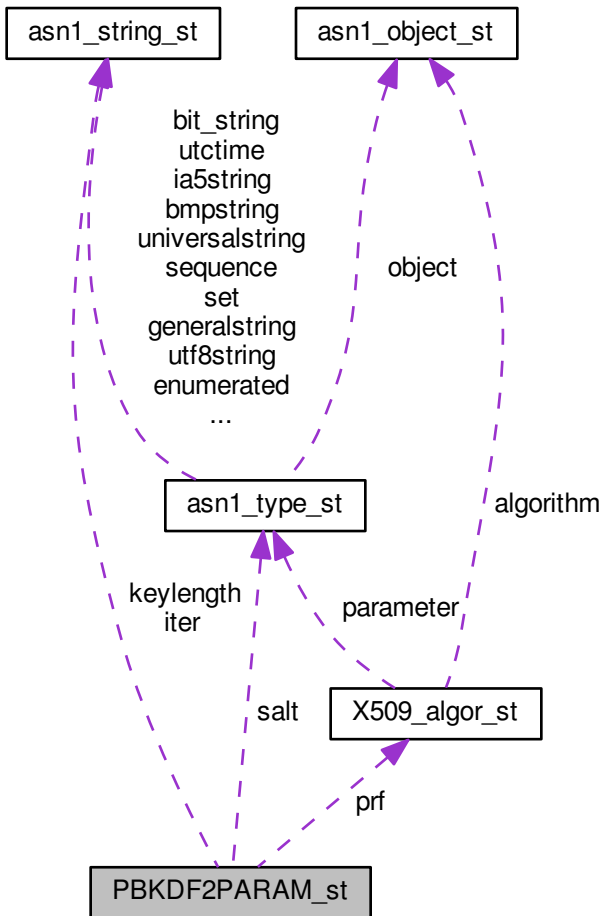 asn1_string_st
asn1_object_st
bit_string
utctime
ia5string
bmpstring
universalstring
sequence
set
generalstring
utf8string
enumerated
...
object
asn1_type_st
algorithm
keylength
iter
parameter
salt
X509_algor_st
prf
PBKDF2PARAM_st